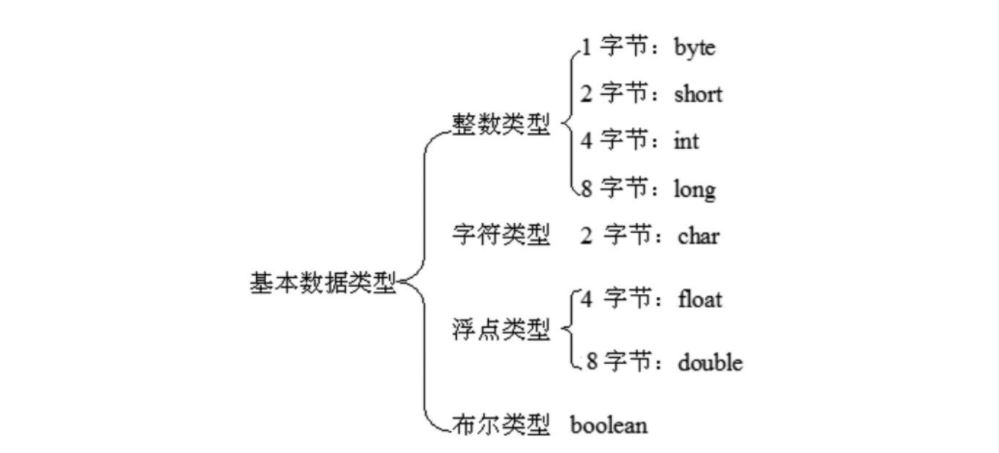 1 字节：byte
2 字节：short
整数类型
4 字节：int
8 字节：long
字符类型 2 字节：char
基本数据类型
4 字节：float
浮点类型
8 字节：double
布尔类型 boolean